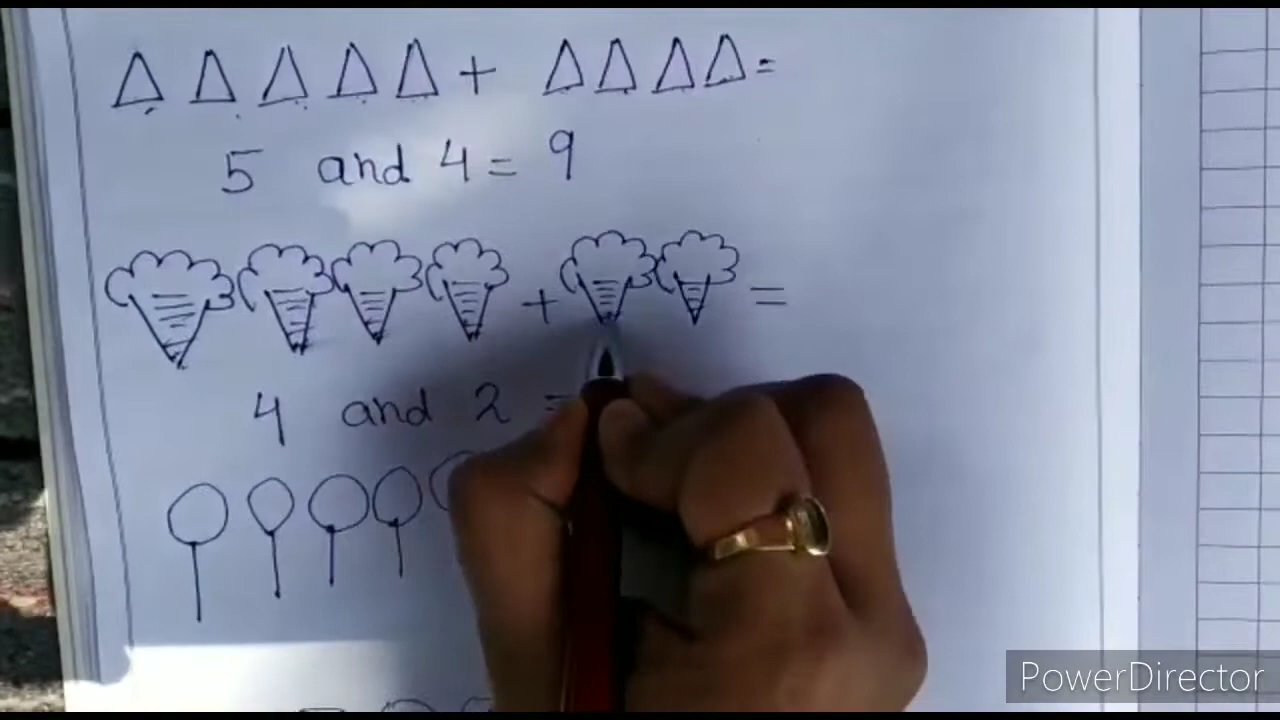 + =
5 and 4 = 9
+ =
4 and 2 =
PowerDirector